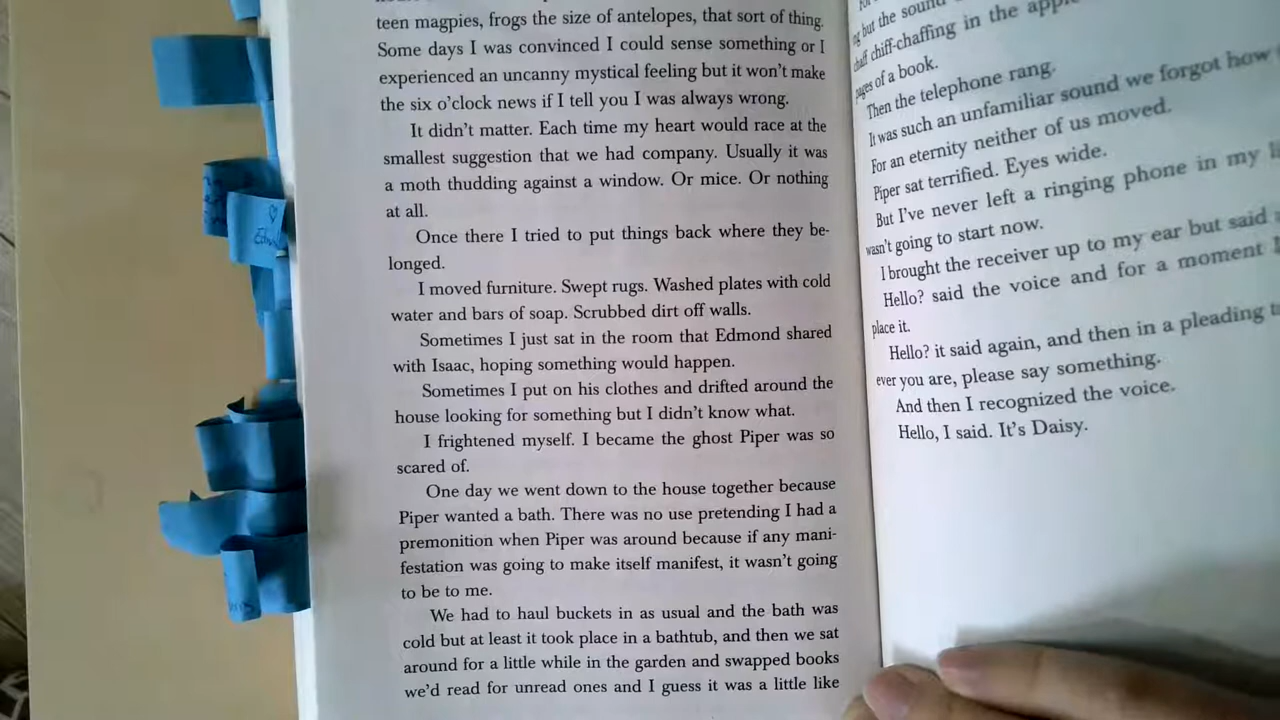 teen magpies, frogs the size of antelopes, that sort of thing.
Some days I was convinced I could sense something or I
experienced an uncanny mystical feeling but it won't make
the six o'clock news if I tell you I was always wrong.
It didn't matter. Each time my heart would race at the
smallest suggestion that we had company. Usually it was
a moth thudding against a window. Or mice. Or nothing
at all.
Once there I tried to put things back where they be-
longed.
I moved furniture. Swept rugs. Washed plates with cold
water and bars of soap. Scrubbed dirt off walls.
Sometimes I just sat in the room that Edmond shared
with Isaac, hoping something would happen.
Sometimes I put on his clothes and drifted around the
house looking for something but I didn't know what.
I frightened myself. I became the ghost Piper was so
scared of.
One day we went down to the house together because
Piper wanted a bath. There was no use pretending I had a
premonition when Piper was around because if any mani-
festation was going to make itself manifest, it wasn't going
to be to me.
We had to haul buckets in as usual and the bath was
cold but at least it took place in a bathtub, and then we sat
around for a little while in the garden and swapped books
we'd read for unread ones and I guess it was a little like
but the sound
chiff-chaffing in the
pages of a book.
Then the telephone rang.
It was such an unfamiliar sound we forgot how
For an eternity neither of us moved.
Piper sat terrified. Eyes wide.
But I've never left a ringing phone in my
wasn't going to start now.
I brought the receiver up to my ear but said
Hello? said the voice and for a moment
place it.
Hello? it said again, and then in a pleading
ever you are, please say something.
And then I recognized the voice.
Hello, I said. It's Daisy.